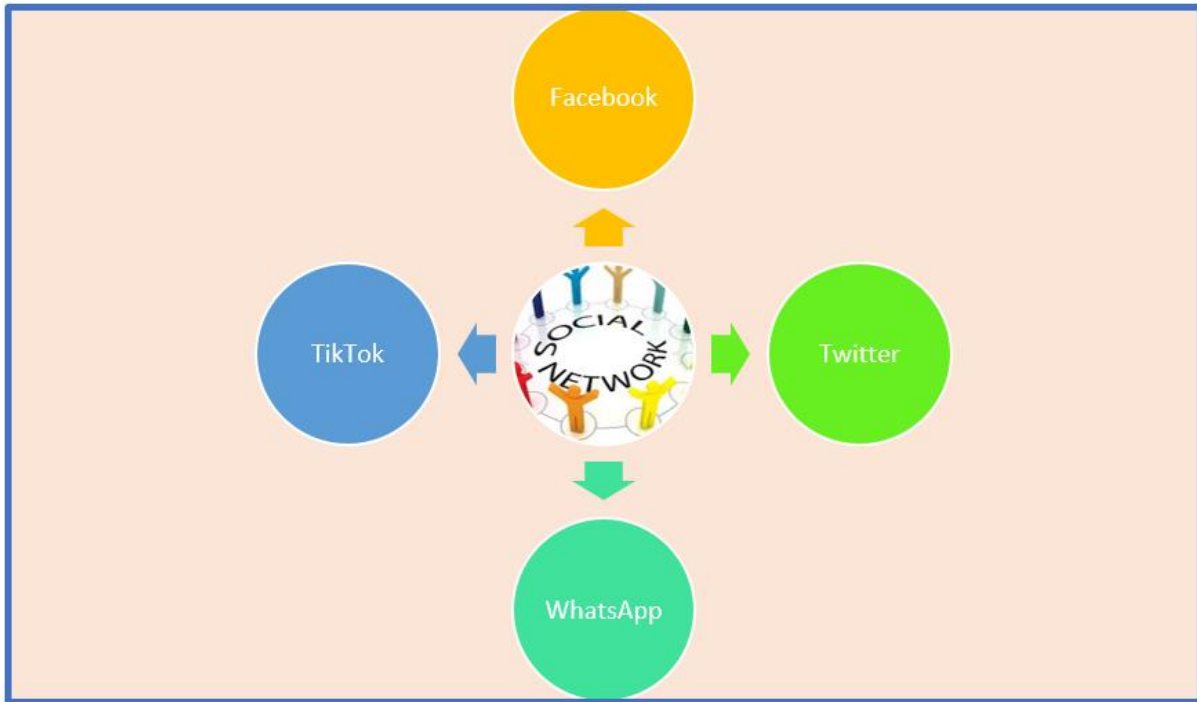 Facebook
TikTok
SOCIAL
NETWORK
Twitter
WhatsApp